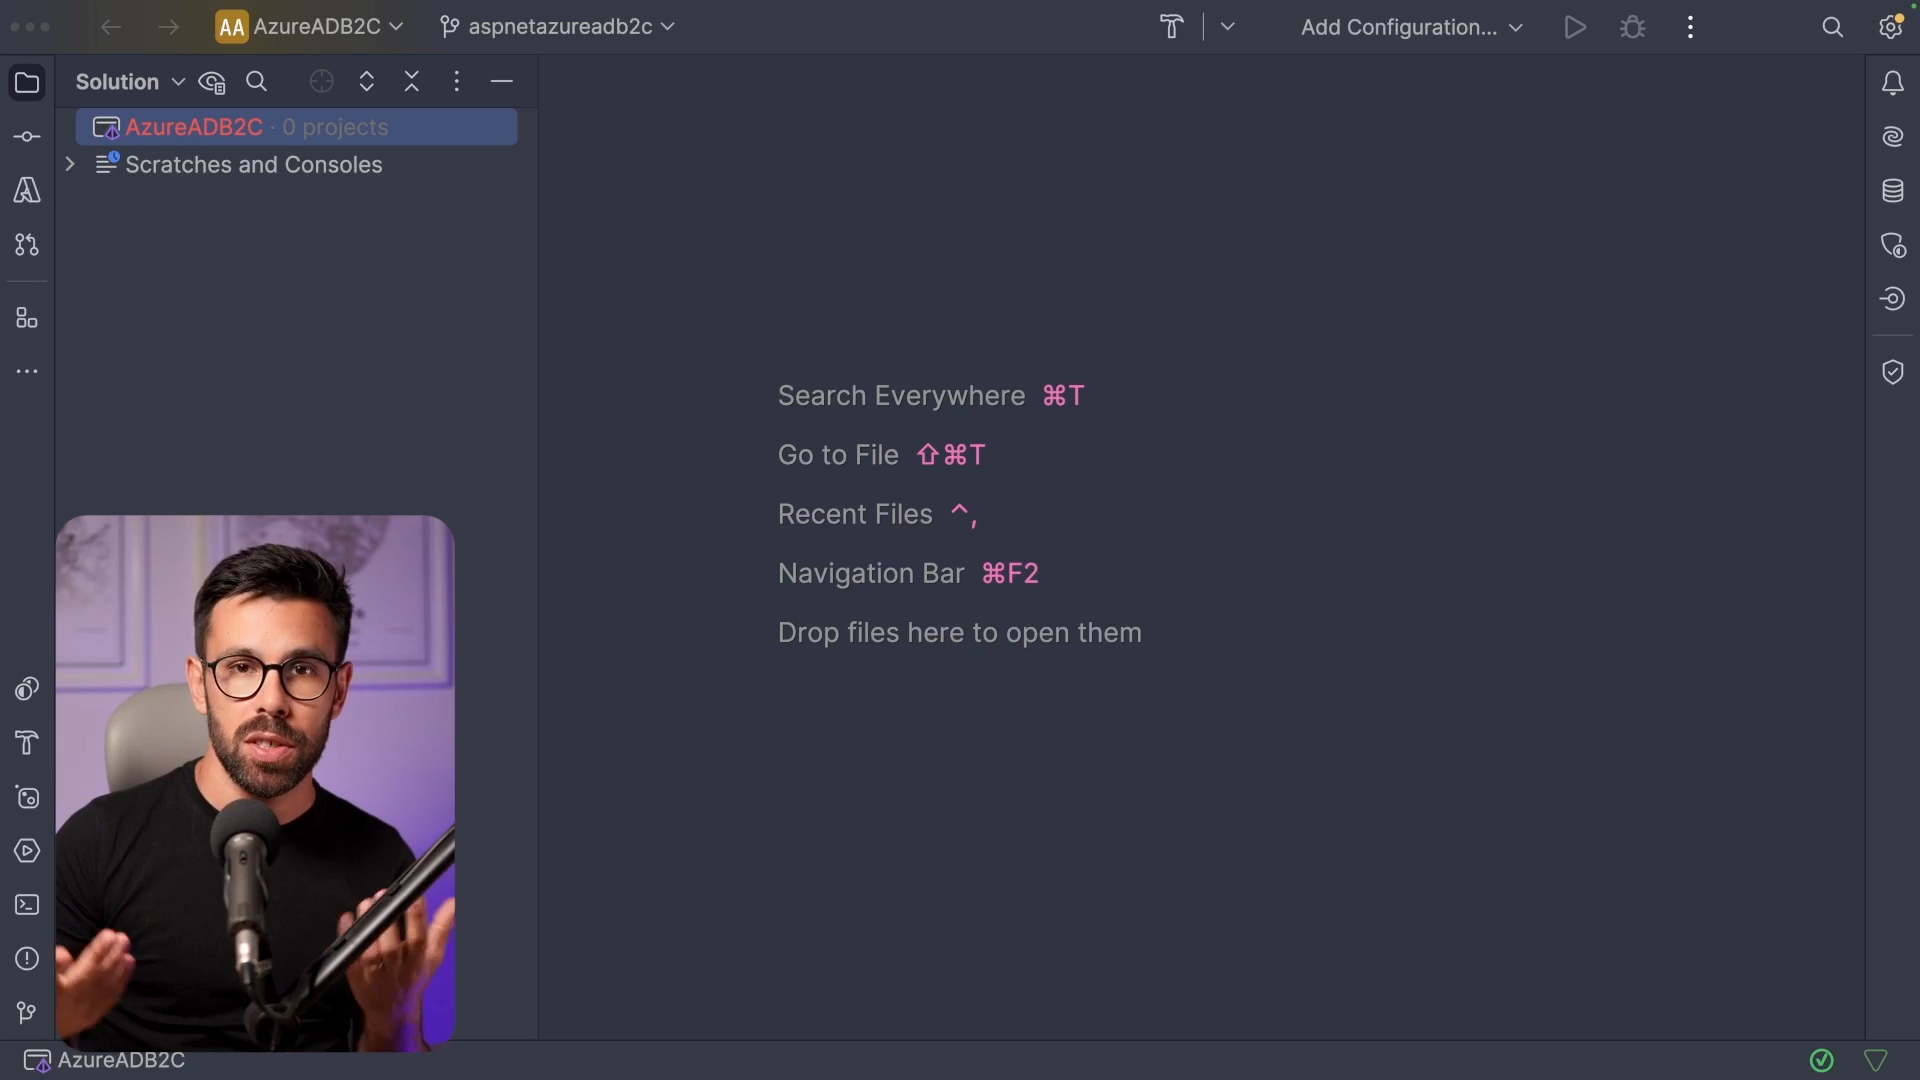 AA AzureADB2C aspnetazureadb2c Add Configuration...
Solution
AzureADB2C · 0 projects
Scratches and Consoles
Search Everywhere ⌘T
Go to File ⇧⌘T
Recent Files ^,
Navigation Bar ⌘F2
Drop files here to open them
AzureADB2C